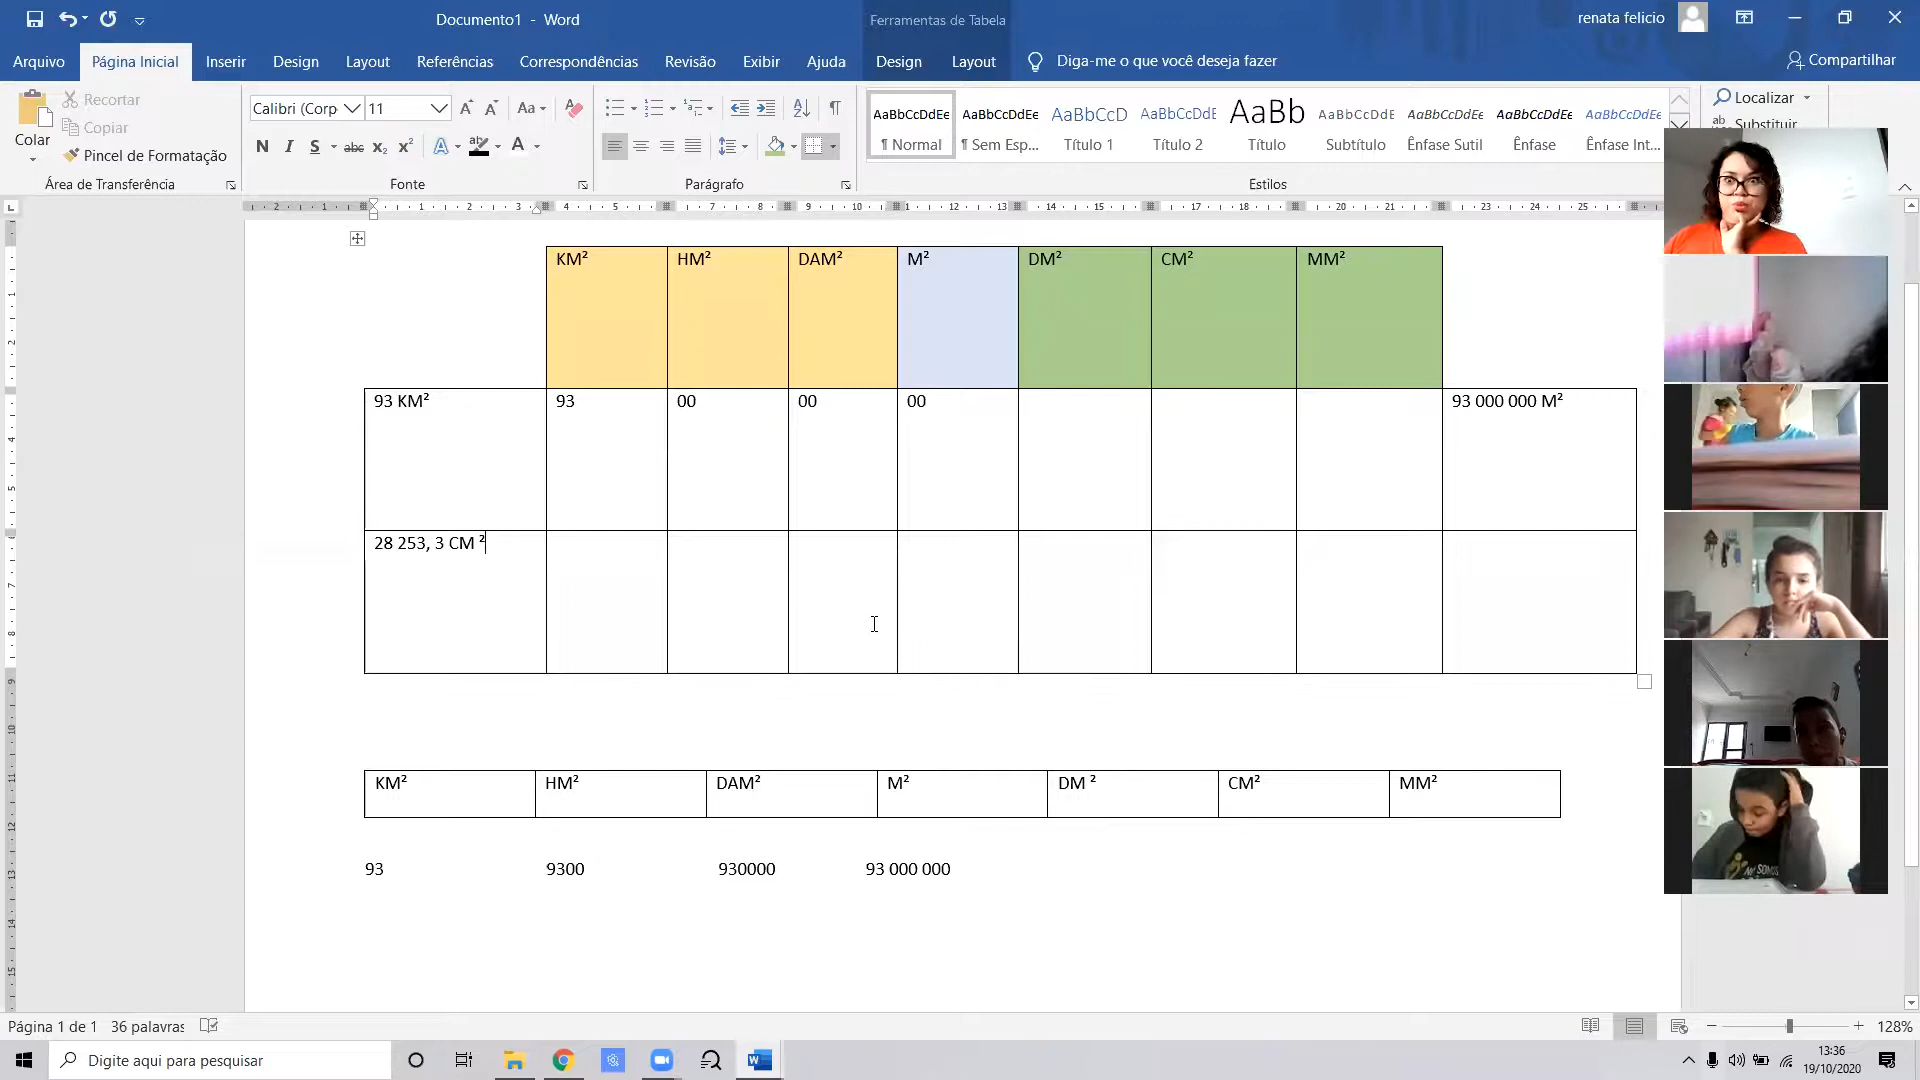 Documento1 - Word
Ferramentas de Tabela
renata felicio
Arquivo
Página Inicial
Inserir
Design
Layout
Referências
Correspondências
Revisão
Exibir
Ajuda
Design
Layout
Diga-me o que você deseja fazer
Compartilhar
Colar
Recortar
Copiar
Pincel de Formatação
Área de Transferência
Calibri (Corp
11
Aa
N I S abc x₂ x²
Fonte
Parágrafo
AaBbCcDdEe
¶ Normal
AaBbCcDdEe
¶ Sem Esp...
AaBbCcD
Título 1
AaBbCcDdE
Título 2
AaBb
Título
AaBbCcDdE
Subtítulo
AaBbCcDdEe
Ênfase Sutil
AaBbCcDdEe
Ênfase
AaBbCcDdEe
Ênfase Int...
Estilos
Localizar
Substituir
KM² HM² DAM² M² DM² CM² MM²
93 KM² 93 00 00 00 93 000 000 M²
28 253, 3 CM ²
KM² HM² DAM² M² DM ² CM² MM²
93 9300 930000 93 000 000
Página 1 de 1
36 palavras
128%
Digite aqui para pesquisar
13:36
19/10/2020